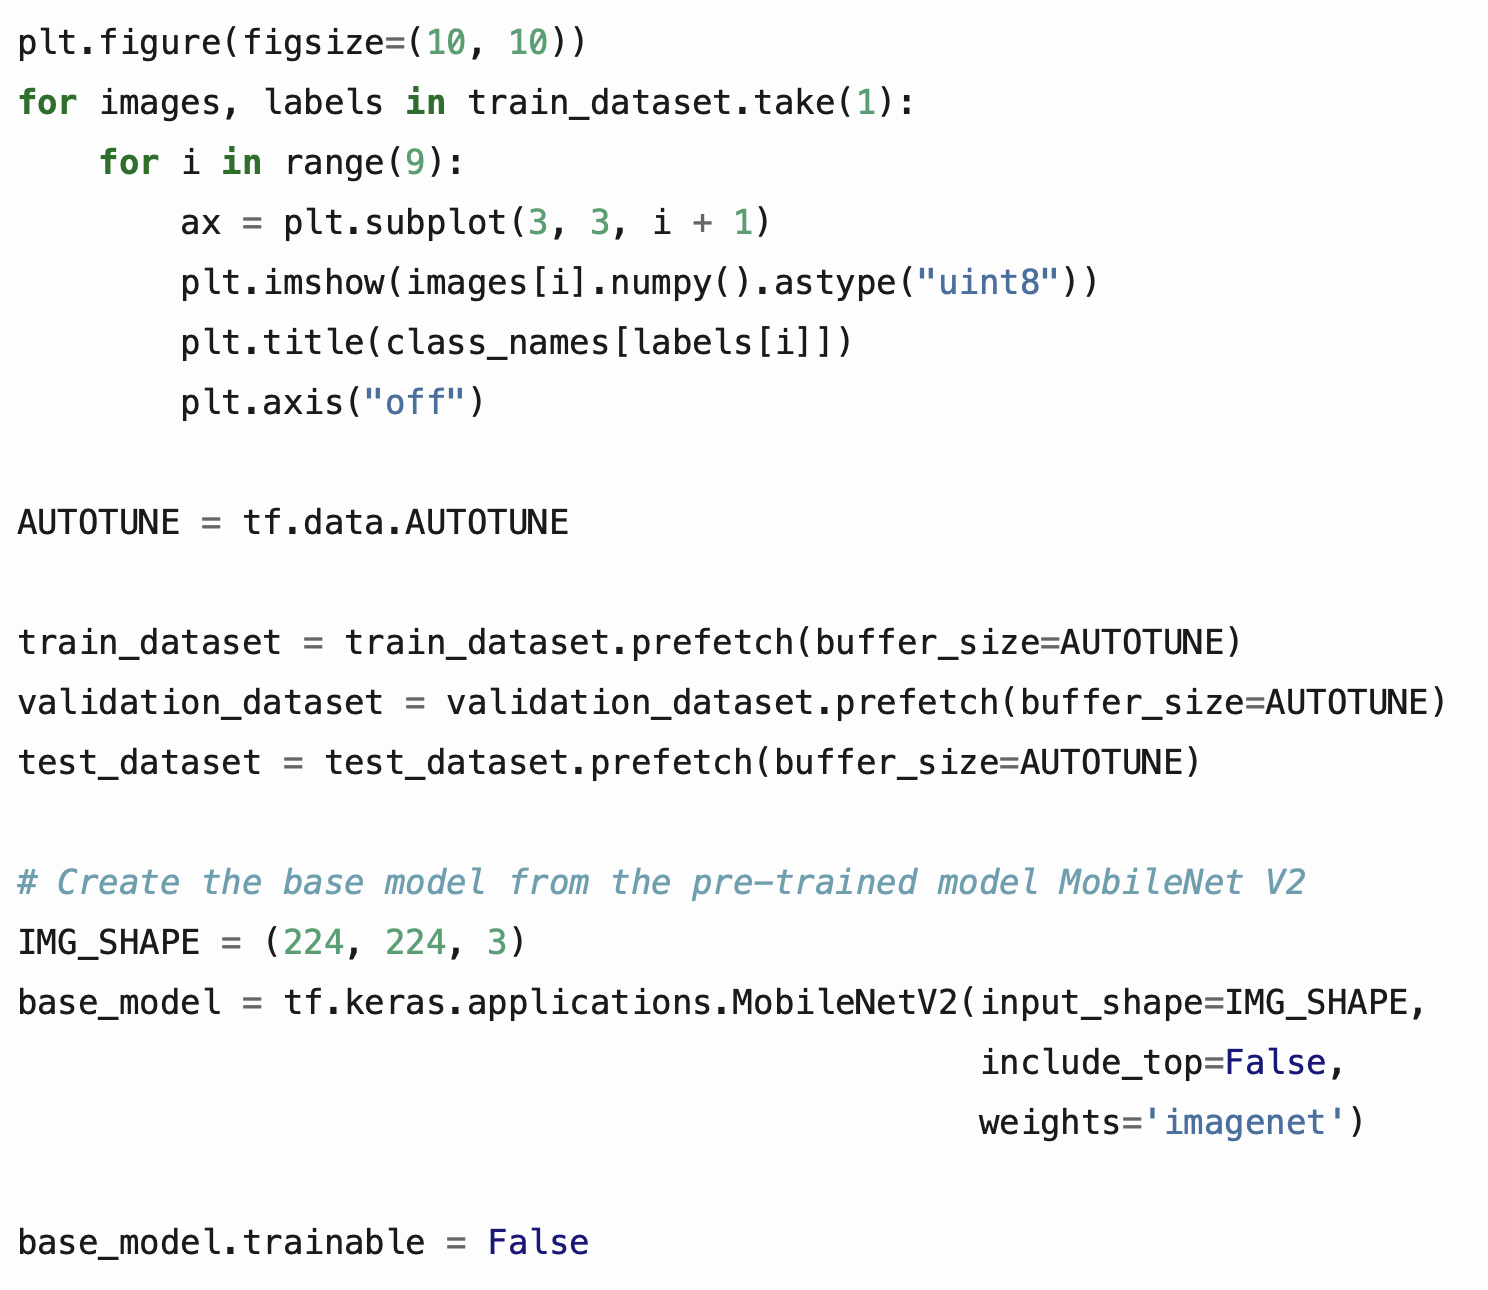 plt.figure(figsize=(10, 10))
for images, labels in train_dataset.take(1):
    for i in range(9):
        ax = plt.subplot(3, 3, i + 1)
        plt.imshow(images[i].numpy().astype("uint8"))
        plt.title(class_names[labels[i]])
        plt.axis("off")

AUTOTUNE = tf.data.AUTOTUNE

train_dataset = train_dataset.prefetch(buffer_size=AUTOTUNE)
validation_dataset = validation_dataset.prefetch(buffer_size=AUTOTUNE)
test_dataset = test_dataset.prefetch(buffer_size=AUTOTUNE)

# Create the base model from the pre-trained model MobileNet V2
IMG_SHAPE = (224, 224, 3)
base_model = tf.keras.applications.MobileNetV2(input_shape=IMG_SHAPE,
                                               include_top=False,
                                               weights='imagenet')

base_model.trainable = False